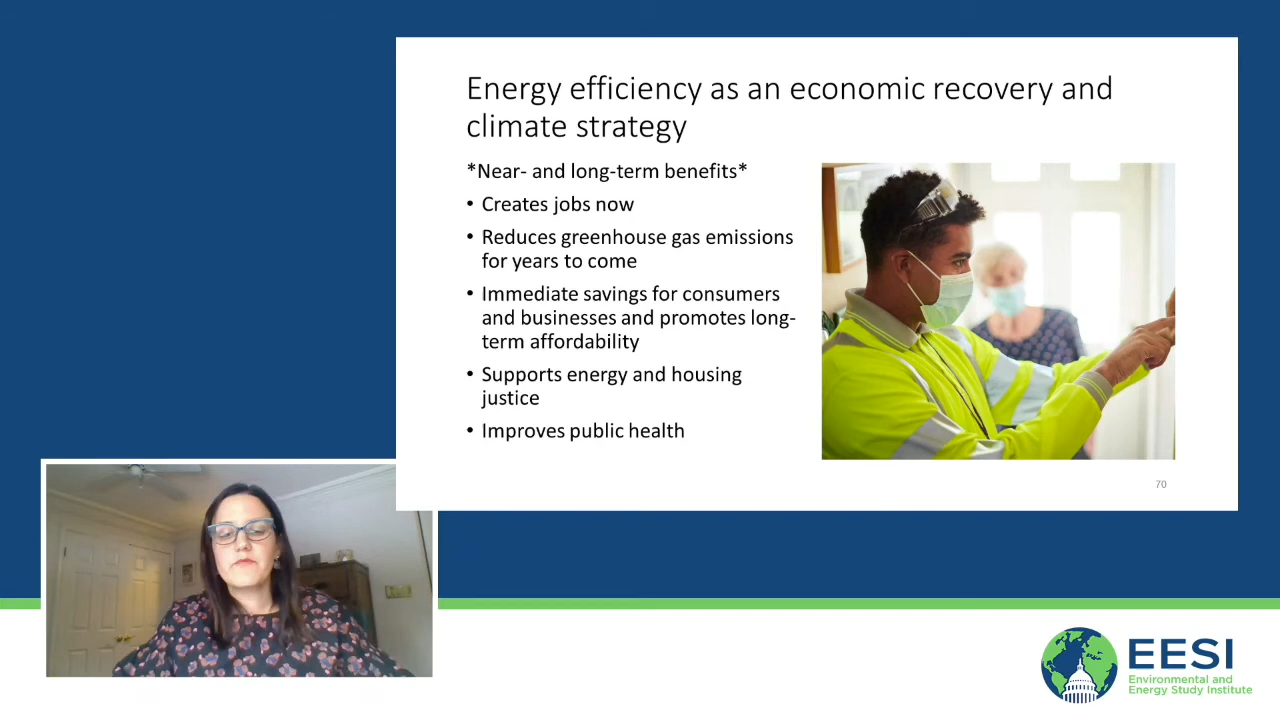 Energy efficiency as an economic recovery and
climate strategy
*Near- and long-term benefits*
• Creates jobs now
• Reduces greenhouse gas emissions
for years to come
• Immediate savings for consumers
and businesses and promotes long-
term affordability
• Supports energy and housing
justice
• Improves public health
70
EESI
Environmental and
Energy Study Institute